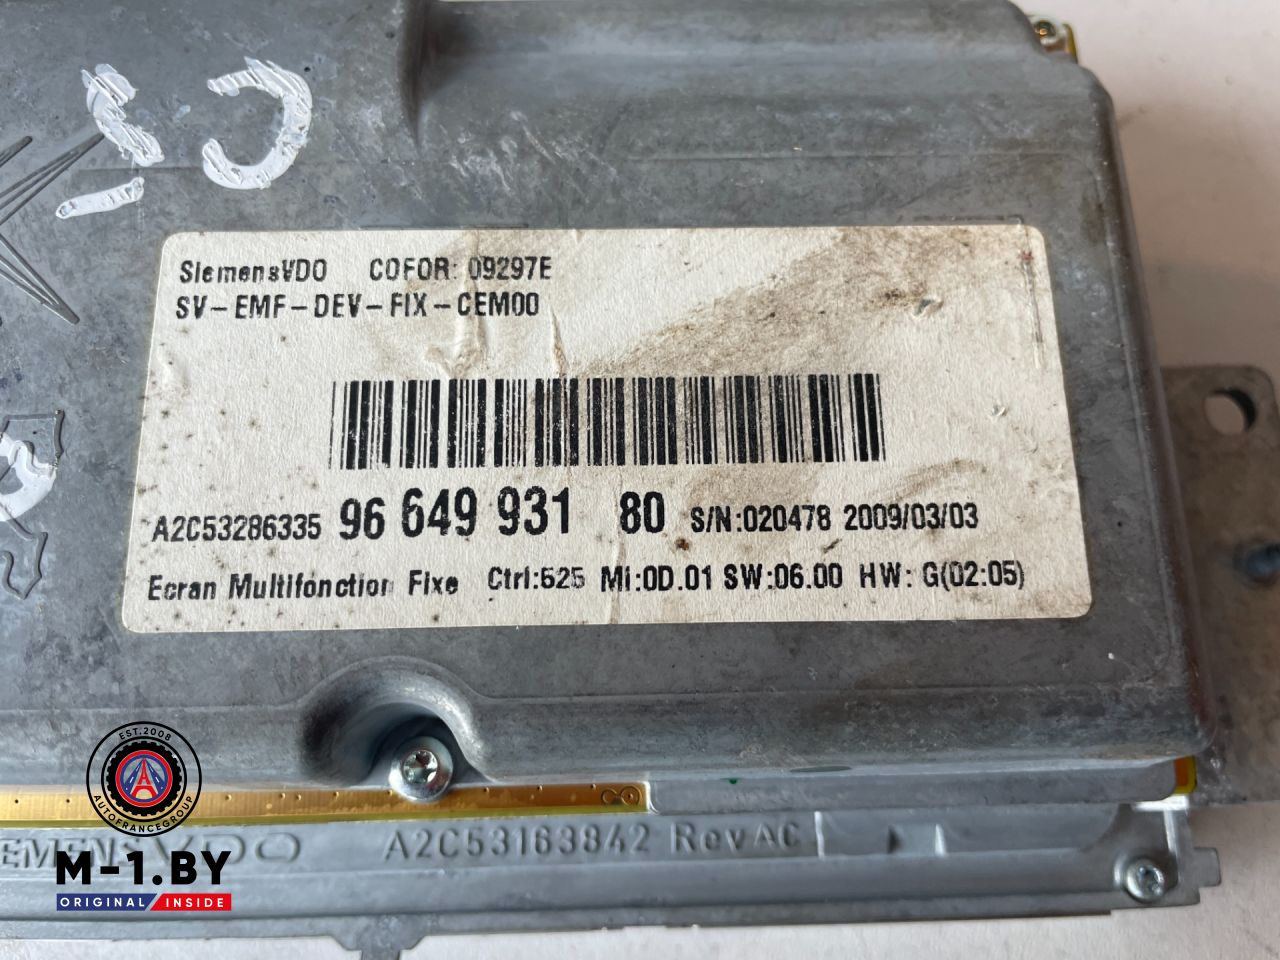 SiemensVDO COFOR: 09297E
SV-EMF-DEV-FIX-CEM00
A2C53286335 96 649 931 80 S/N:020478 2009/03/03
Ecran Multifonction Fixe Ctrl:525 MI:0D.01 SW:06.00 HW: G(02:05)
EST.2008
AUTOFRANCEGROUP
A2C53163842 Rev AC
M-1.BY
ORIGINAL INSIDE